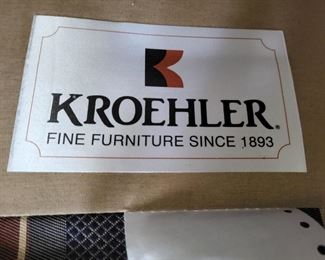 KROEHLER®
FINE FURNITURE SINCE 1893